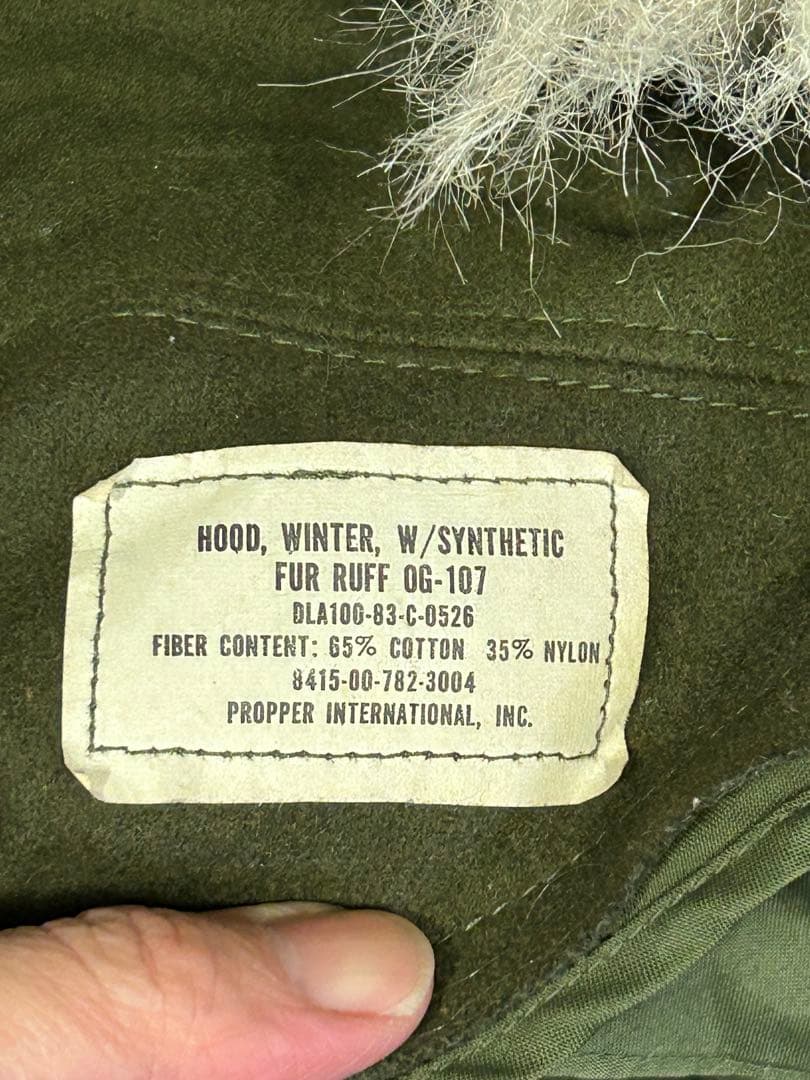 HOOD, WINTER, W/SYNTHETIC
FUR RUFF OG-107
DLA100-83-C-0526
FIBER CONTENT: 65% COTTON 35% NYLON
8415-00-782-3004
PROPPER INTERNATIONAL, INC.